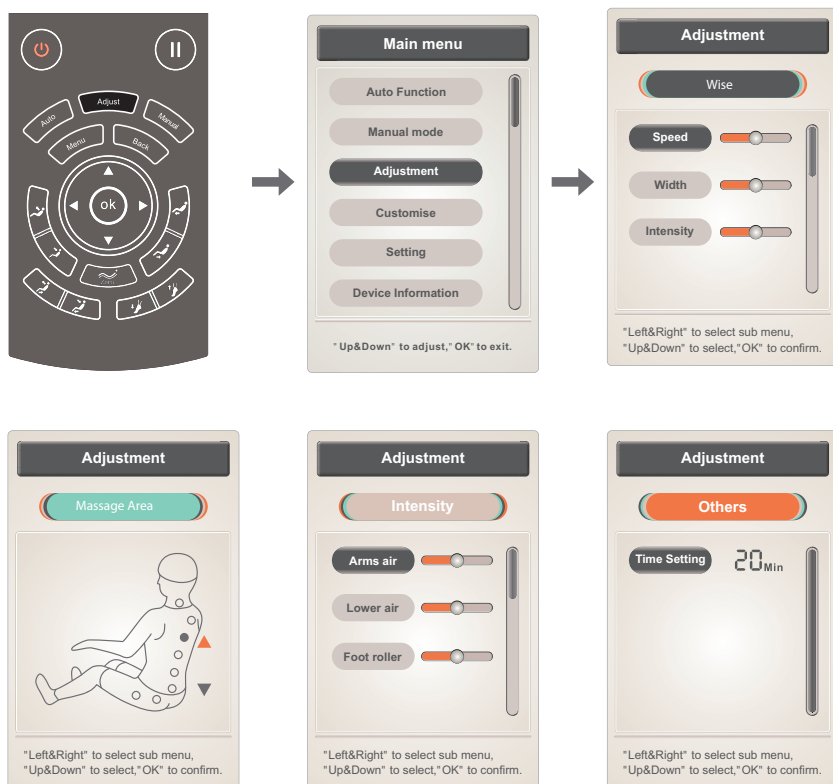 Adjust
Auto
Manual
Menu
Back
ok
Main menu
Auto Function
Manual mode
Adjustment
Customise
Setting
Device Information
" Up&Down" to adjust," OK" to exit.
Adjustment
Wise
Speed
Width
Intensity
"Left&Right" to select sub menu,
"Up&Down" to select,"OK" to confirm.
Adjustment
Massage Area
"Left&Right" to select sub menu,
"Up&Down" to select,"OK" to confirm.
Adjustment
Intensity
Arms air
Lower air
Foot roller
"Left&Right" to select sub menu,
"Up&Down" to select,"OK" to confirm.
Adjustment
Others
Time Setting 20 Min
"Left&Right" to select sub menu,
"Up&Down" to select,"OK" to confirm.